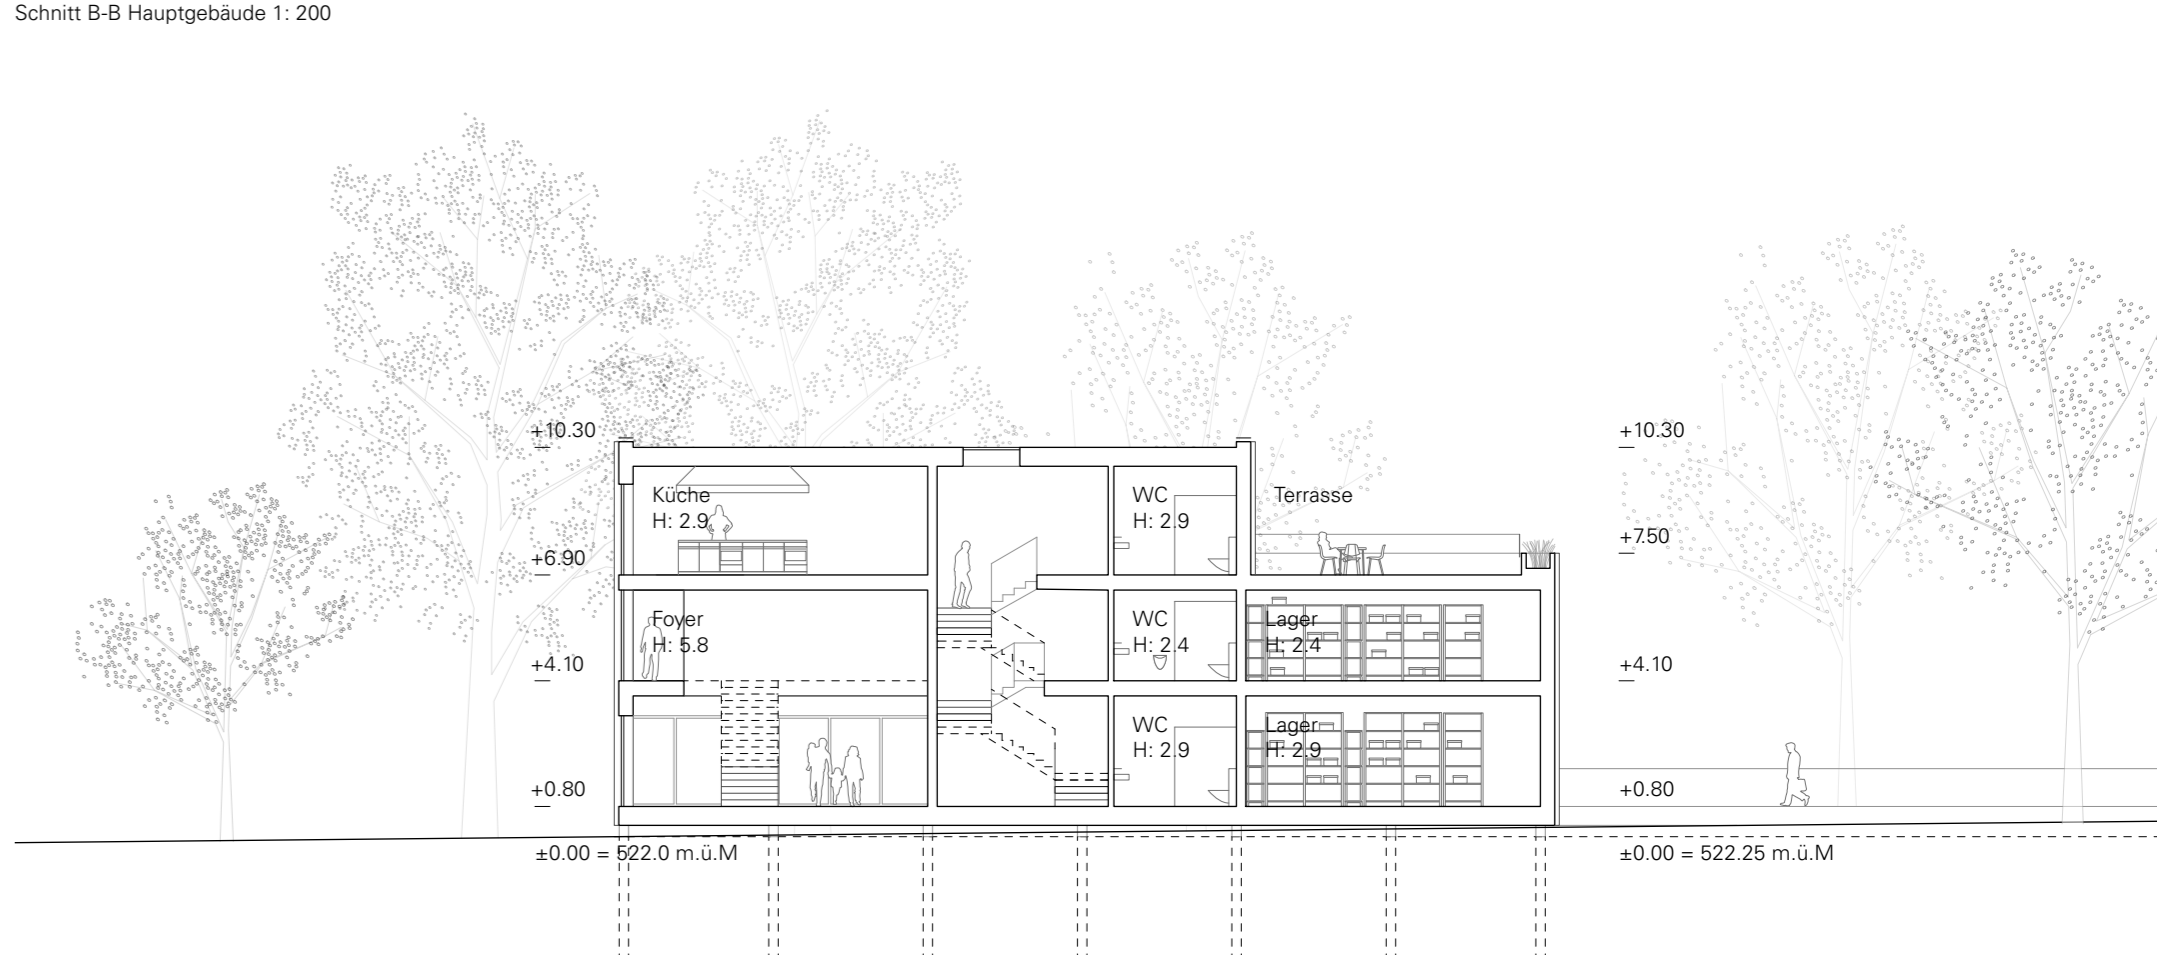 Schnitt B-B Hauptgebäude 1: 200
+10.30
+10.30
Küche
H: 2.9
WC
H: 2.9
Terrasse
+7.50
+6.90
Foyer
H: 5.8
WC
H: 2.4
Lager
H: 2.4
+4.10
+4.10
WC
H: 2.9
Lager
H: 2.9
+0.80
+0.80
±0.00 = 522.0 m.ü.M
±0.00 = 522.25 m.ü.M